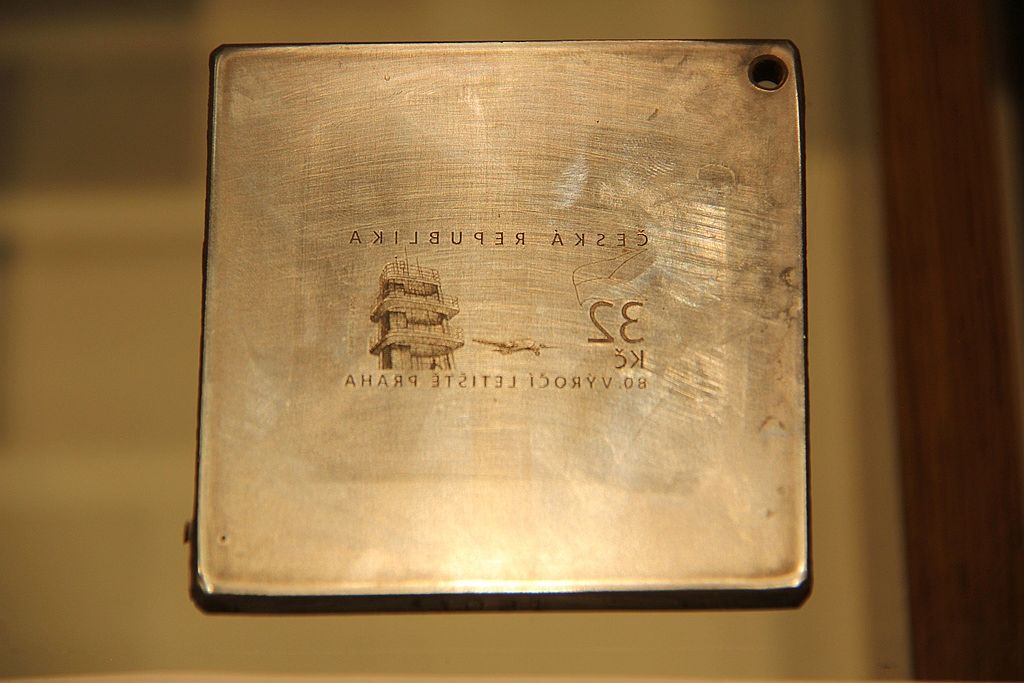 ČESKÁ REPUBLIKA
32
Kč
80. VÝROČÍ LETIŠTĚ PRAHA